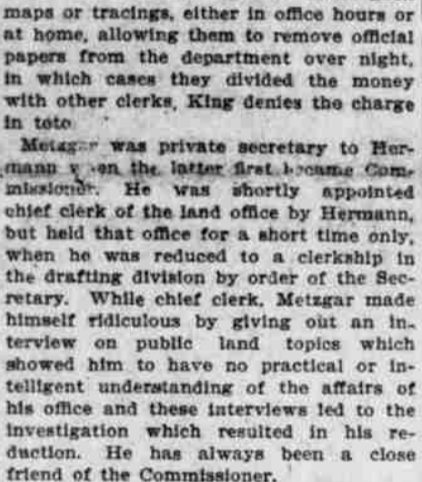 maps or tracings, either in office hours or
at home, allowing them to remove official
papers from the department over night,
in which cases they divided the money
with other clerks, King denies the charge
in toto
Metzgar was private secretary to Her-
mann when the latter first became Com-
missioner. He was shortly appointed
chief clerk of the land office by Hermann,
but held that office for a short time only,
when he was reduced to a clerkship in
the drafting division by order of the Sec-
retary. While chief clerk, Metzgar made
himself ridiculous by giving out an in-
terview on public land topics which
showed him to have no practical or in-
telligent understanding of the affairs of
his office and these interviews led to the
investigation which resulted in his re-
duction. He has always been a close
friend of the Commissioner.